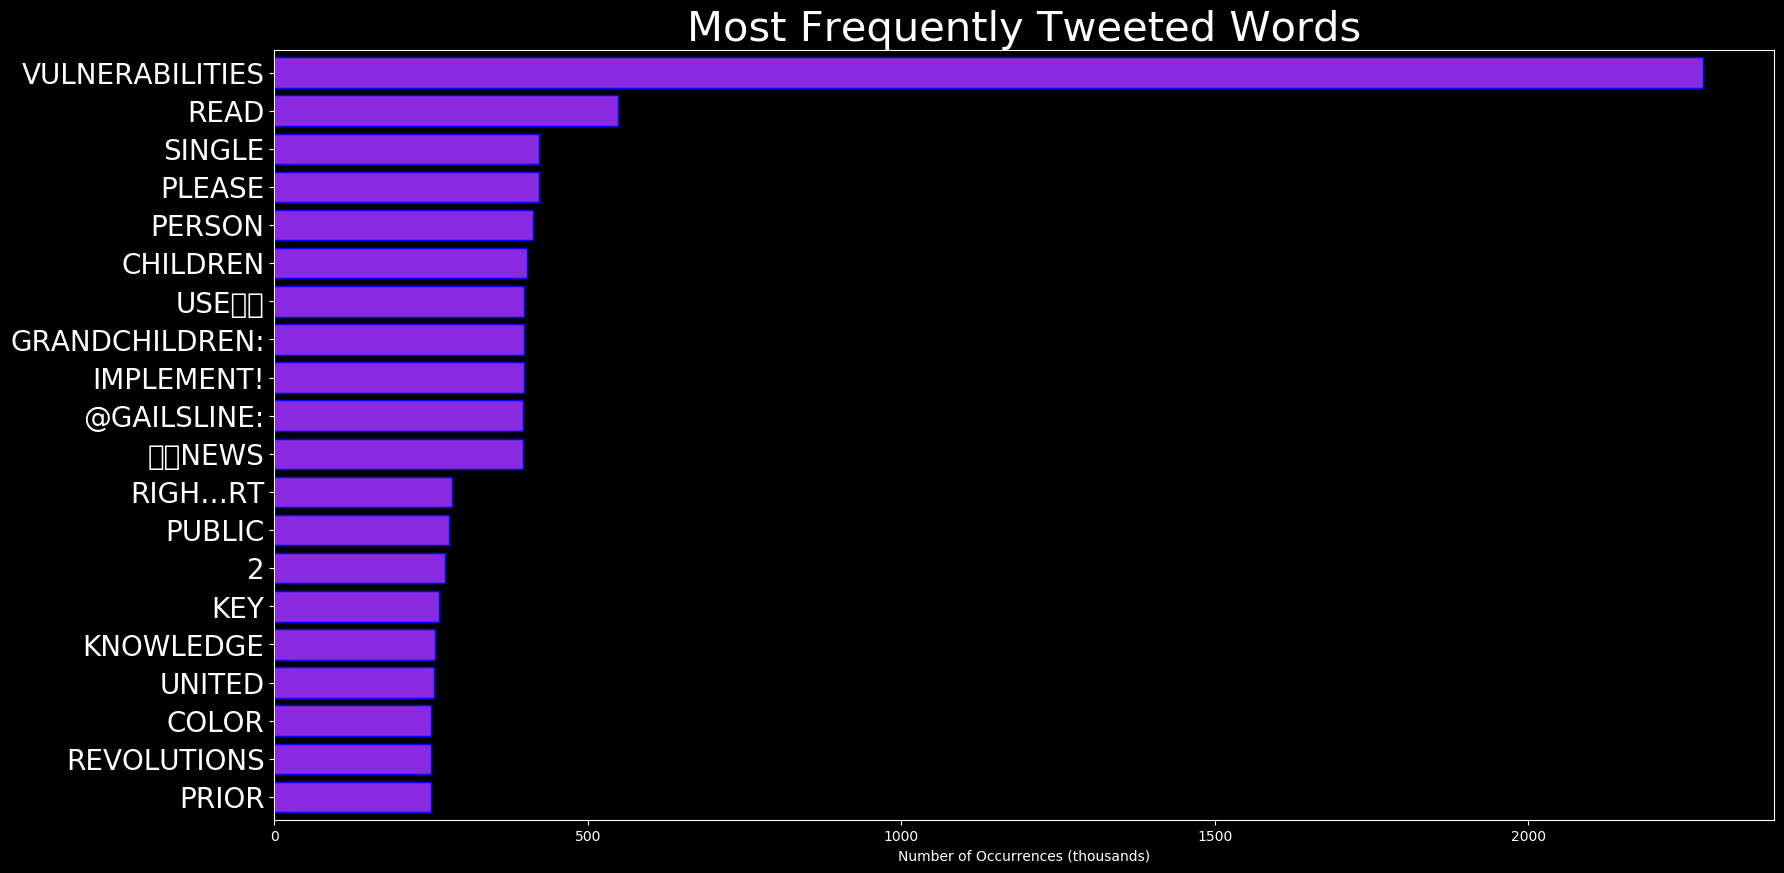 Most Frequently Tweeted Words
VULNERABILITIES
READ
SINGLE
PLEASE
PERSON
CHILDREN
USE▯▯
GRANDCHILDREN:
IMPLEMENT!
@GAILSLINE:
▯▯NEWS
RIGH…RT
PUBLIC
2
KEY
KNOWLEDGE
UNITED
COLOR
REVOLUTIONS
PRIOR
0 500 1000 1500 2000
Number of Occurrences (thousands)